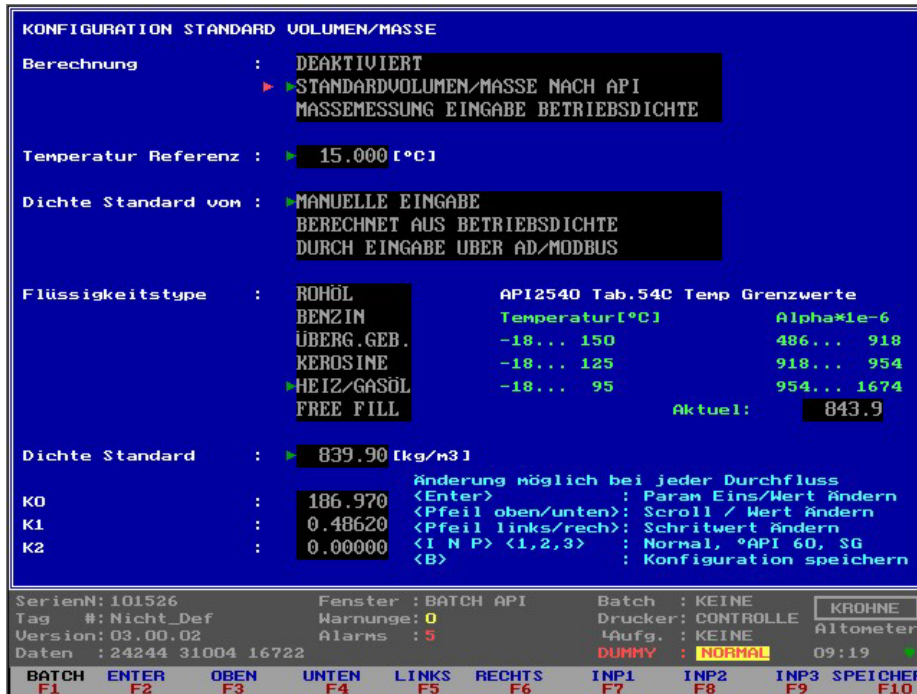 KONFIGURATION STANDARD VOLUMEN/MASSE
Berechnung : DEAKTIVIERT
STANDARDVOLUMEN/MASSE NACH API
MASSEMESSUNG EINGABE BETRIEBSDICHTE
Temperatur Referenz : 15.000 [°C]
Dichte Standard vom : MANUELLE EINGABE
BERECHNET AUS BETRIEBSDICHTE
DURCH EINGABE UBER AD/MODBUS
Flüssigkeitstype : ROHÖL API2540 Tab.54C Temp Grenzwerte
BENZIN Temperatur[°C] Alpha*1e-6
ÜBERG.GEB. -18... 150 486... 918
KEROSINE -18... 125 918... 954
HEIZ/GASÖL -18... 95 954... 1674
FREE FILL Aktuel: 843.9
Dichte Standard : 839.90 [kg/m3]
Änderung möglich bei jeder Durchfluss
K0 : 186.970 <Enter> : Param Eins/Wert Ändern
<Pfeil oben/unten>: Scroll / Wert Ändern
K1 : 0.48620 <Pfeil links/rech>: Schritwert Ändern
K2 : 0.00000 <I N P> <1,2,3> : Normal, °API 60, SG
<B> : Konfiguration speichern
SerienN: 101526 Fenster : BATCH API Batch : KEINE KROHNE
Tag #: Nicht_Def Warnunge: 0 Drucker: CONTROLLE Altometer
Version: 03.00.02 Alarms : 5 4Aufg. : KEINE
Daten : 24244 31004 16722 DUMMY : NORMAL 09:19
BATCH ENTER OBEN UNTEN LINKS RECHTS INP1 INP2 INP3 SPEICHER
F1 F2 F3 F4 F5 F6 F7 F8 F9 F10